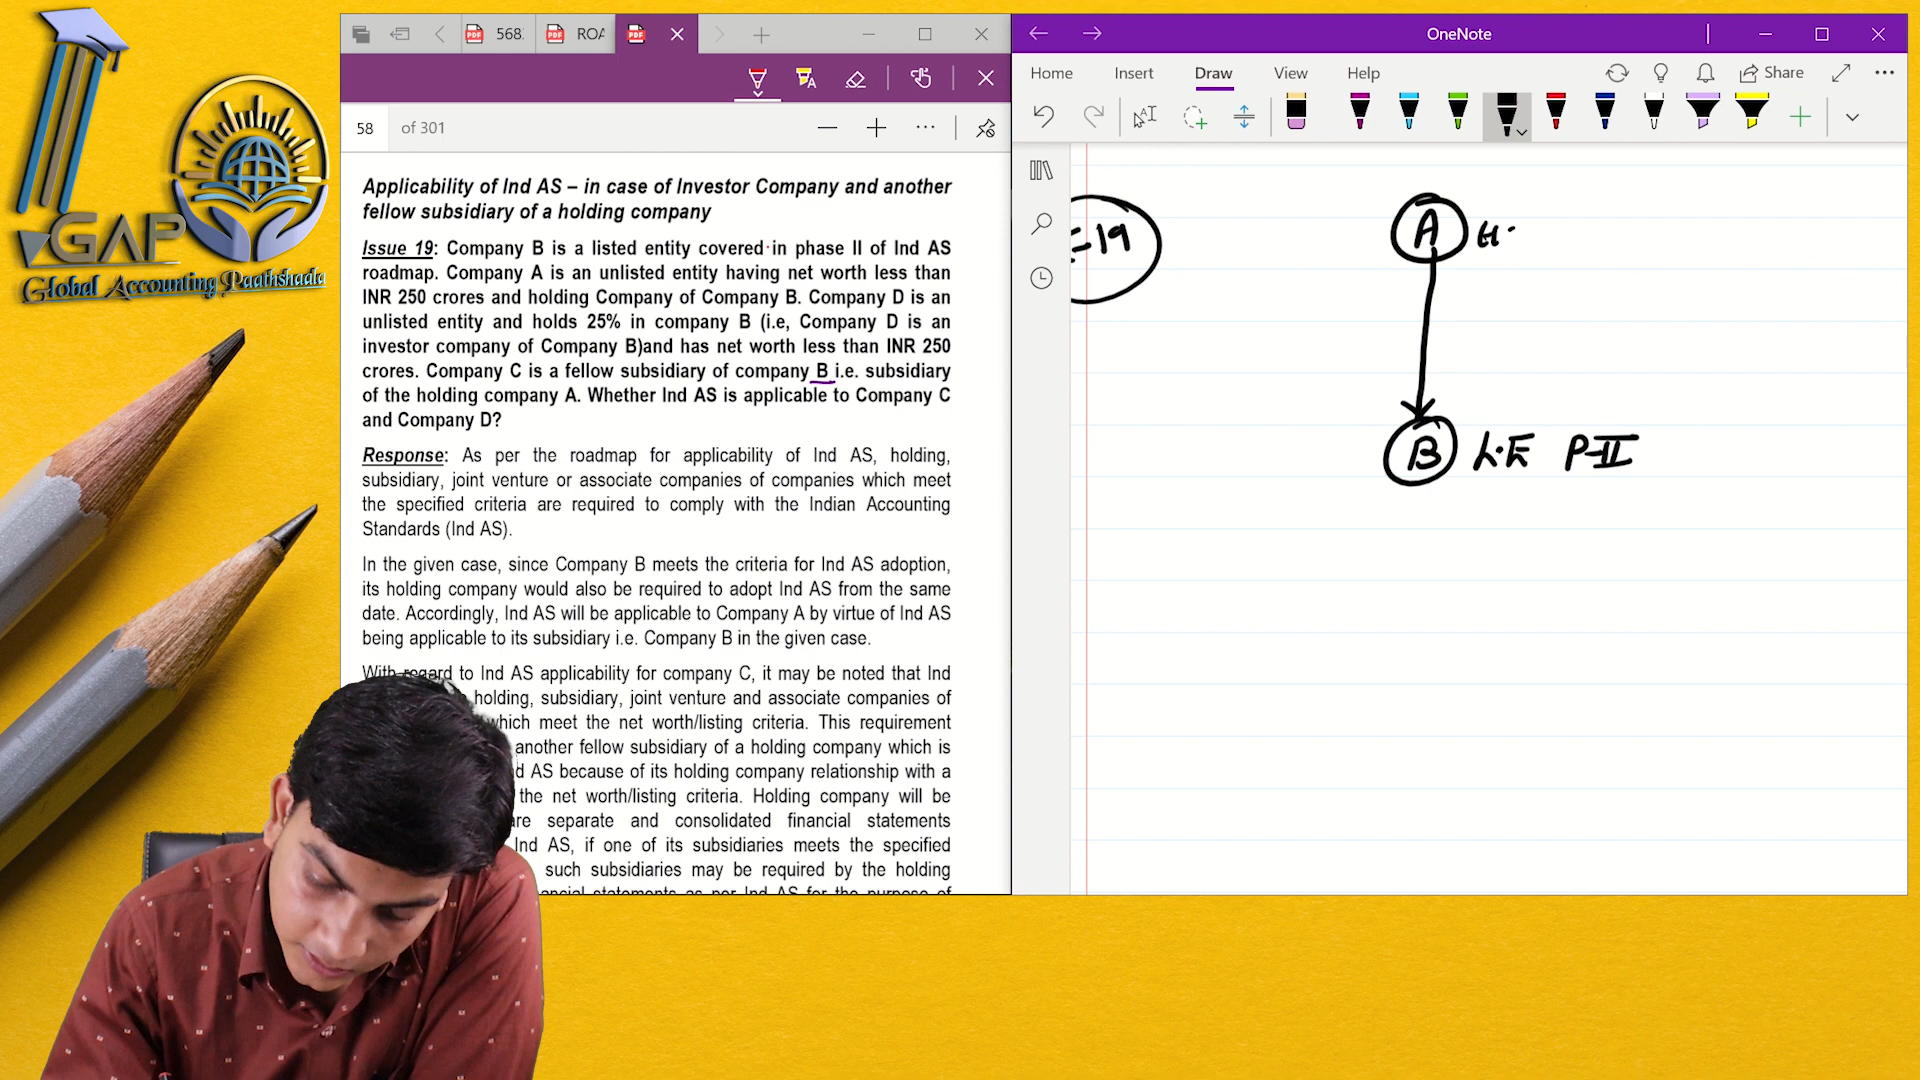 GAP
Global Accounting Paathshada
568
ROA
58 of 301
Applicability of Ind AS – in case of Investor Company and another
fellow subsidiary of a holding company
Issue 19: Company B is a listed entity covered in phase II of Ind AS
roadmap. Company A is an unlisted entity having net worth less than
INR 250 crores and holding Company of Company B. Company D is an
unlisted entity and holds 25% in company B (i.e, Company D is an
investor company of Company B)and has net worth less than INR 250
crores. Company C is a fellow subsidiary of company B i.e. subsidiary
of the holding company A. Whether Ind AS is applicable to Company C
and Company D?
Response: As per the roadmap for applicability of Ind AS, holding,
subsidiary, joint venture or associate companies of companies which meet
the specified criteria are required to comply with the Indian Accounting
Standards (Ind AS).
In the given case, since Company B meets the criteria for Ind AS adoption,
its holding company would also be required to adopt Ind AS from the same
date. Accordingly, Ind AS will be applicable to Company A by virtue of Ind AS
being applicable to its subsidiary i.e. Company B in the given case.
With regard to Ind AS applicability for company C, it may be noted that Ind
holding, subsidiary, joint venture and associate companies of
which meet the net worth/listing criteria. This requirement
another fellow subsidiary of a holding company which is
AS because of its holding company relationship with a
the net worth/listing criteria. Holding company will be
separate and consolidated financial statements
Ind AS, if one of its subsidiaries meets the specified
such subsidiaries may be required by the holding
statements as per Ind AS for the purpose of
OneNote
Home Insert Draw View Help Share
19
A H
B L.E P-II